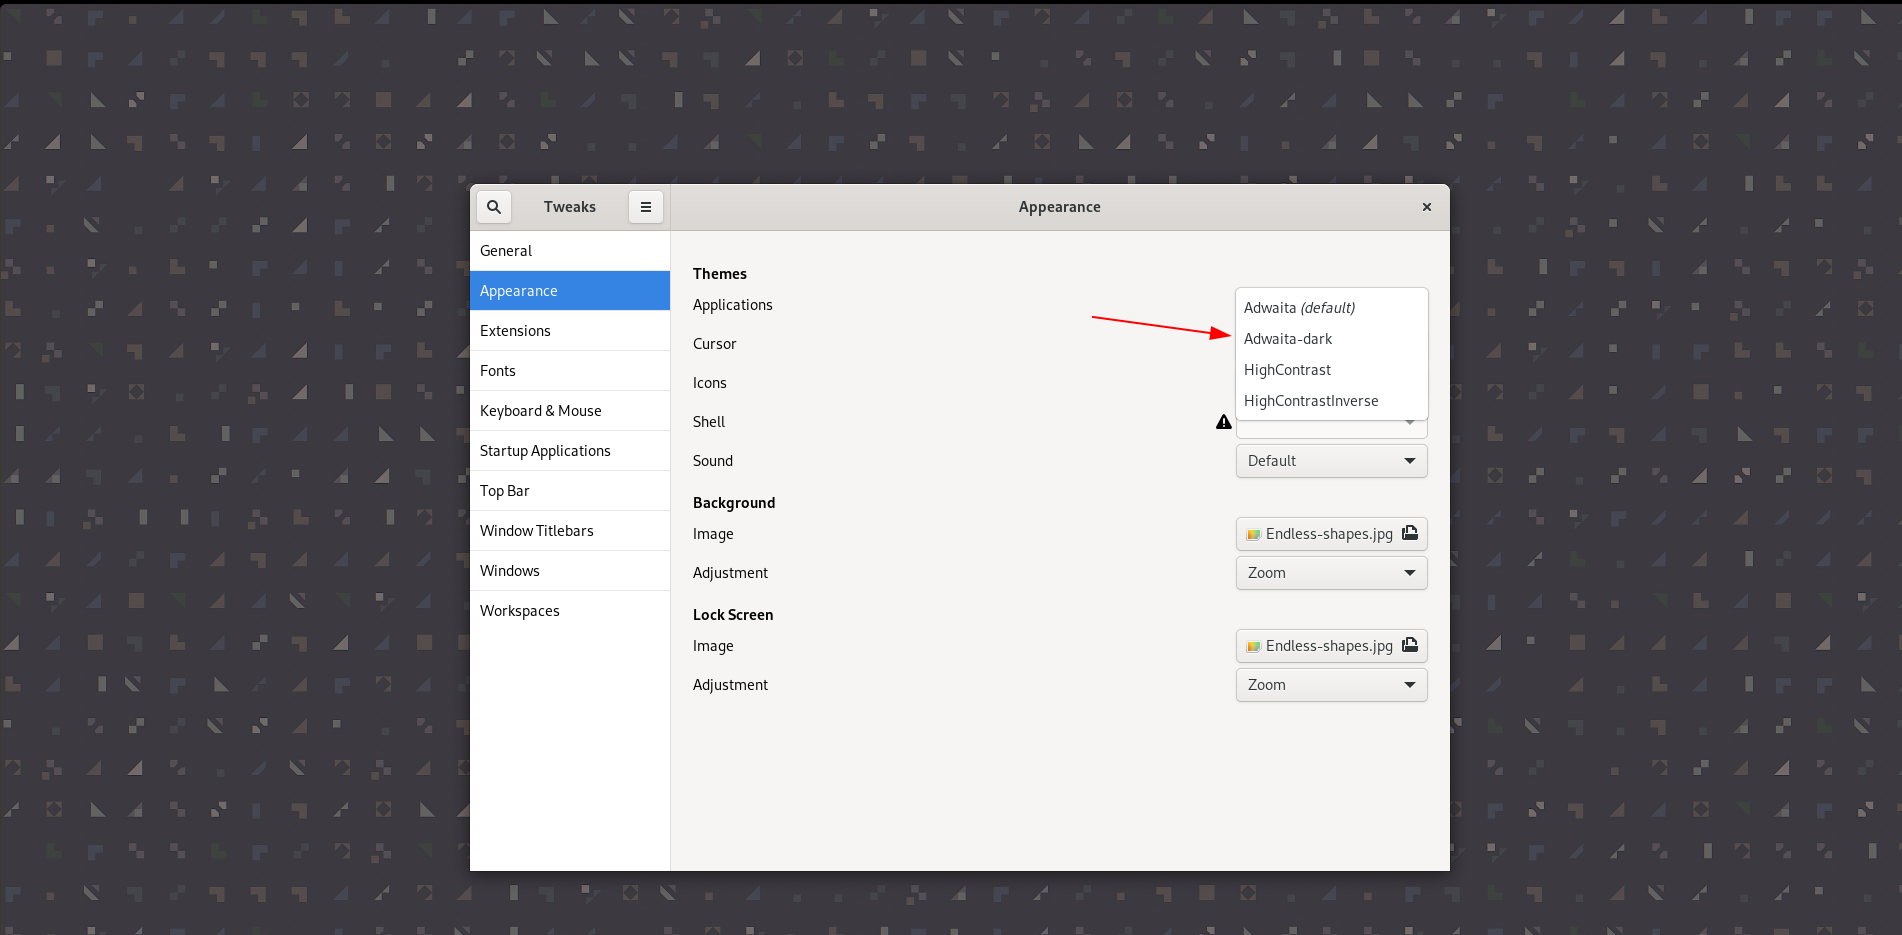 Tweaks
Appearance
General
Appearance
Extensions
Fonts
Keyboard & Mouse
Startup Applications
Top Bar
Window Titlebars
Windows
Workspaces
Themes
Applications
Adwaita (default)
Adwaita-dark
HighContrast
HighContrastInverse
Cursor
Icons
Shell
Sound
Default
Background
Image
Endless-shapes.jpg
Adjustment
Zoom
Lock Screen
Image
Endless-shapes.jpg
Adjustment
Zoom